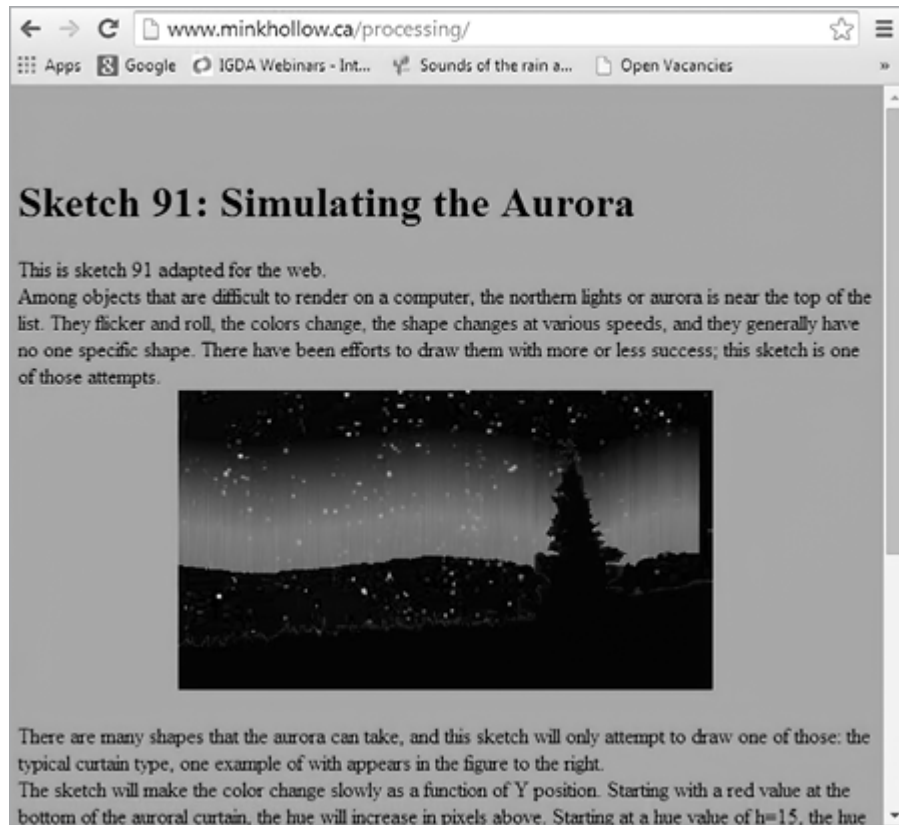 www.minkhollow.ca/processing/
Apps Google IGDA Webinars - Int... Sounds of the rain a... Open Vacancies »
Sketch 91: Simulating the Aurora
This is sketch 91 adapted for the web.
Among objects that are difficult to render on a computer, the northern lights or aurora is near the top of the
list. They flicker and roll, the colors change, the shape changes at various speeds, and they generally have
no one specific shape. There have been efforts to draw them with more or less success; this sketch is one
of those attempts.
There are many shapes that the aurora can take, and this sketch will only attempt to draw one of those: the
typical curtain type, one example of with appears in the figure to the right.
The sketch will make the color change slowly as a function of Y position. Starting with a red value at the
bottom of the auroral curtain, the hue will increase in pixels above. Starting at a hue value of h=15, the hue